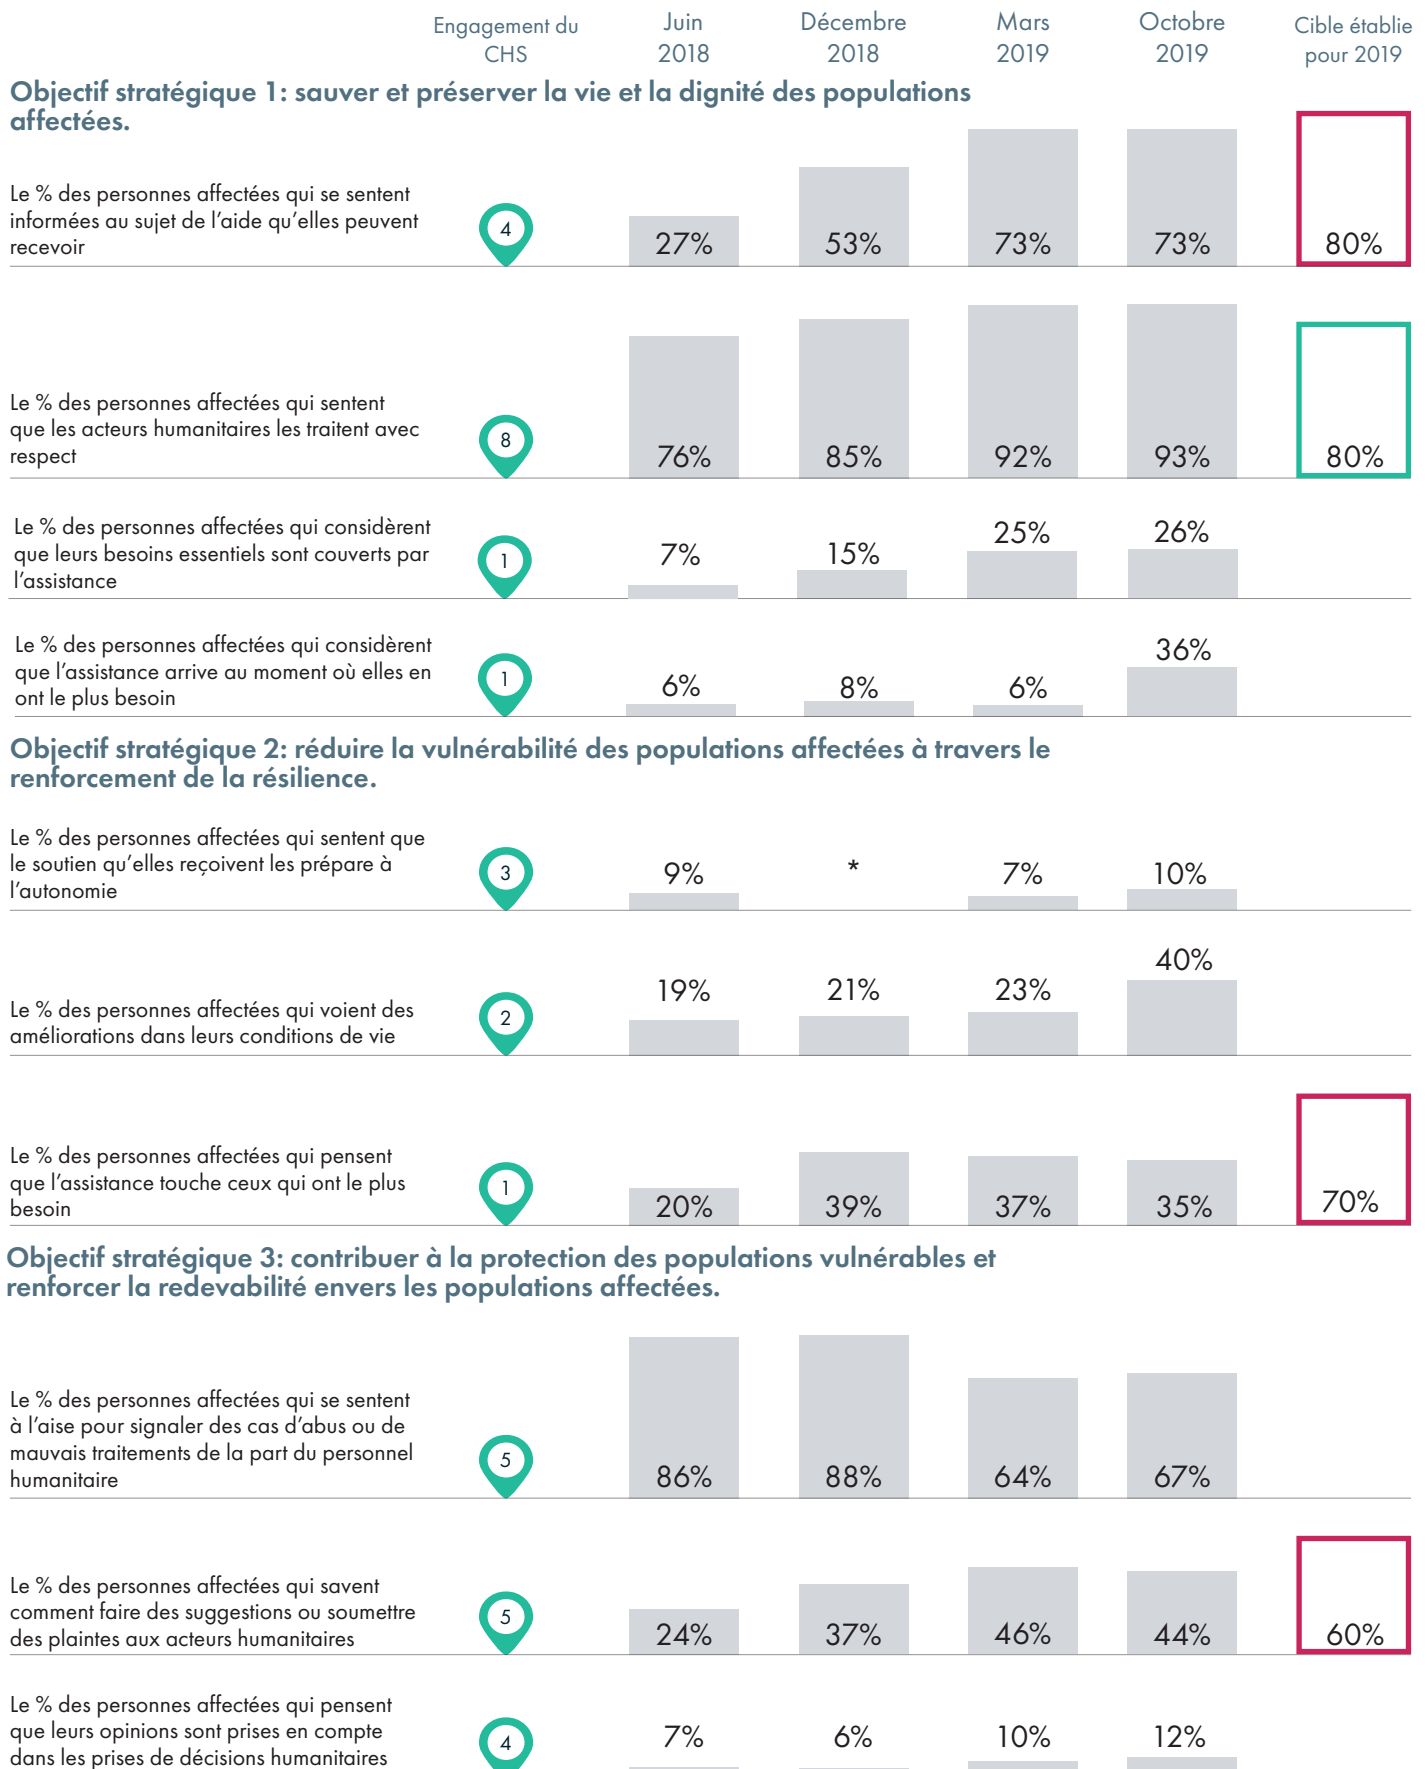 Engagement du
CHS
Juin
2018
Décembre
2018
Mars
2019
Octobre
2019
Cible établie
pour 2019
Objectif stratégique 1: sauver et préserver la vie et la dignité des populations
affectées.
Le % des personnes affectées qui se sentent
informées au sujet de l’aide qu’elles peuvent
recevoir
4
27%
53%
73%
73%
80%
Le % des personnes affectées qui sentent
que les acteurs humanitaires les traitent avec
respect
8
76%
85%
92%
93%
80%
Le % des personnes affectées qui considèrent
que leurs besoins essentiels sont couverts par
l’assistance
1
7%
15%
25%
26%
Le % des personnes affectées qui considèrent
que l’assistance arrive au moment où elles en
ont le plus besoin
1
6%
8%
6%
36%
Objectif stratégique 2: réduire la vulnérabilité des populations affectées à travers le
renforcement de la résilience.
Le % des personnes affectées qui sentent que
le soutien qu’elles reçoivent les prépare à
l’autonomie
3
9%
*
7%
10%
Le % des personnes affectées qui voient des
améliorations dans leurs conditions de vie
2
19%
21%
23%
40%
Le % des personnes affectées qui pensent
que l’assistance touche ceux qui ont le plus
besoin
1
20%
39%
37%
35%
70%
Objectif stratégique 3: contribuer à la protection des populations vulnérables et
renforcer la redevabilité envers les populations affectées.
Le % des personnes affectées qui se sentent
à l’aise pour signaler des cas d’abus ou de
mauvais traitements de la part du personnel
humanitaire
5
86%
88%
64%
67%
Le % des personnes affectées qui savent
comment faire des suggestions ou soumettre
des plaintes aux acteurs humanitaires
5
24%
37%
46%
44%
60%
Le % des personnes affectées qui pensent
que leurs opinions sont prises en compte
dans les prises de décisions humanitaires
4
7%
6%
10%
12%